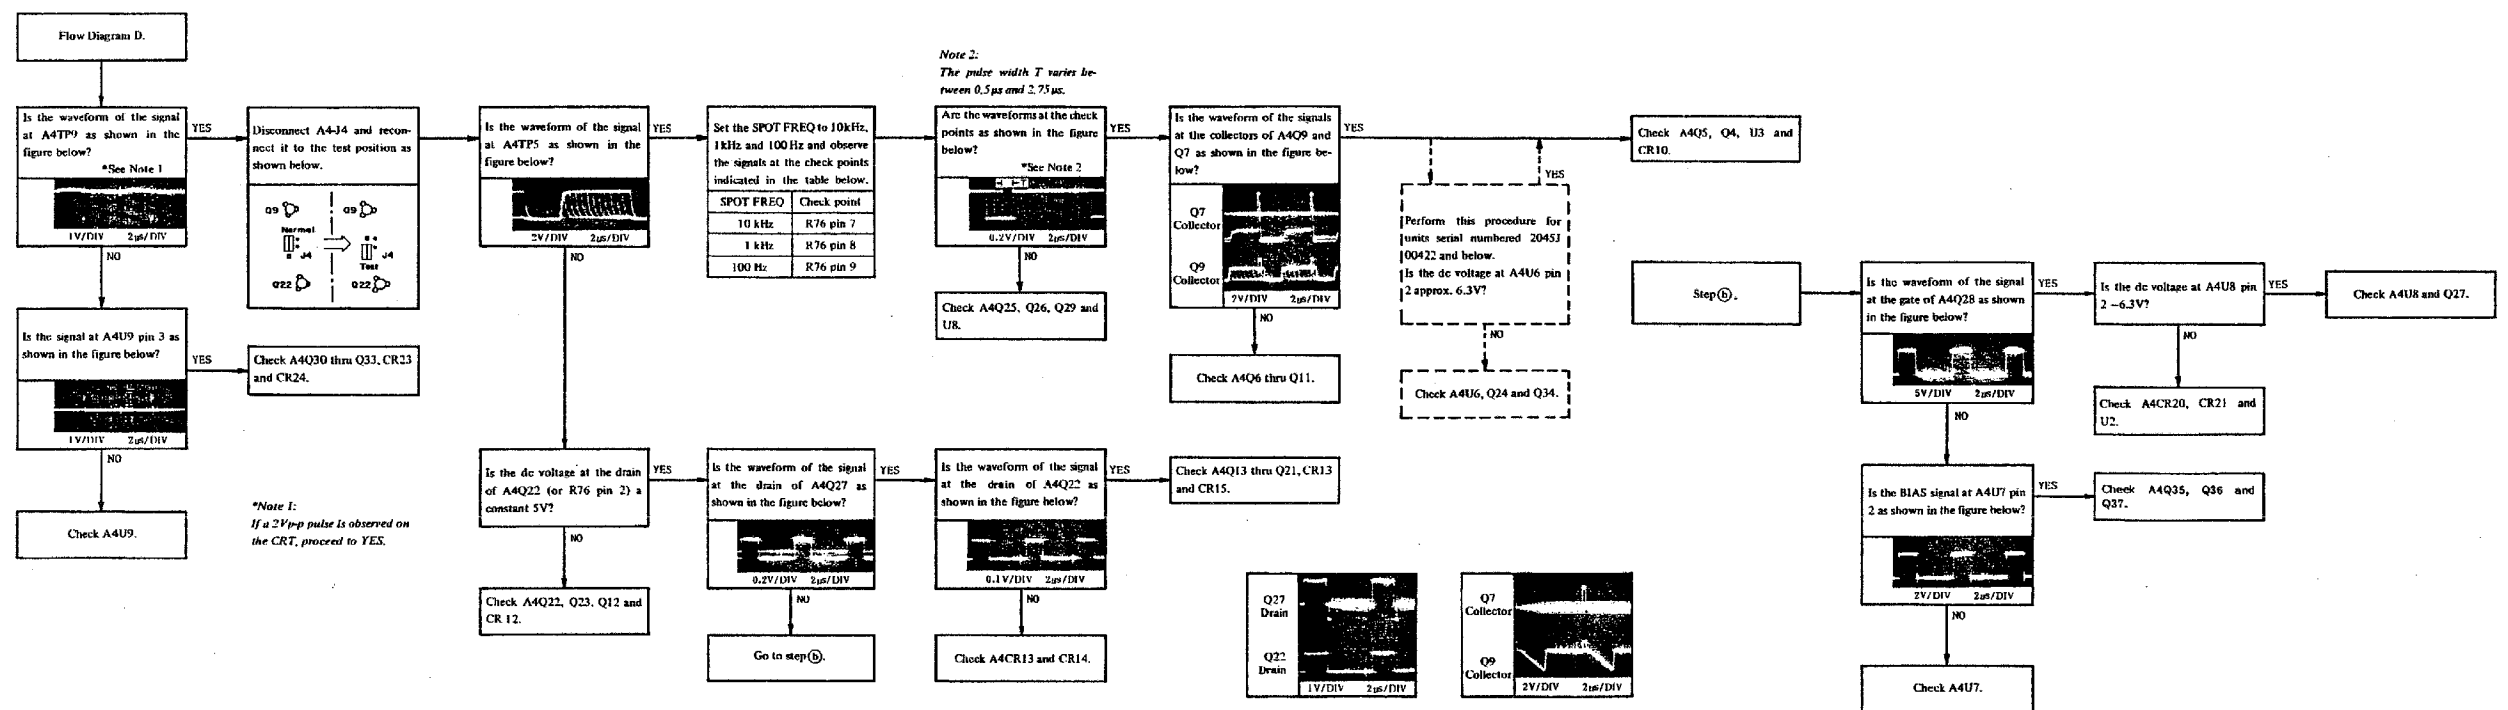 Flow Diagram D.
Is the waveform of the signal
at A4TP9 as shown in the
figure below?
*See Note 1
1V/DIV 2µs/DIV
YES
NO
Is the signal at A4U9 pin 3 as
shown in the figure below?
1V/DIV 2µs/DIV
YES
NO
Check A4U9.
Disconnect A4-J4 and recon-
nect it to the test position as
shown below.
Q9 Q9
Normal
J4 J4
Test
Q22 Q22
Check A4Q30 thru Q33, CR23
and CR24.
*Note 1:
If a 2Vp-p pulse is observed on
the CRT, proceed to YES.
Is the waveform of the signal
at A4TP5 as shown in the
figure below?
2V/DIV 2µs/DIV
YES
NO
Is the dc voltage at the drain
of A4Q22 (or R76 pin 2) a
constant 5V?
YES
NO
Check A4Q22, Q23, Q12 and
CR 12.
Set the SPOT FREQ to 10kHz,
1kHz and 100 Hz and observe
the signals at the check points
indicated in the table below.
SPOT FREQ Check point
10 kHz R76 pin 7
1 kHz R76 pin 8
100 Hz R76 pin 9
Is the waveform of the signal
at the drain of A4Q27 as
shown in the figure below?
0.2V/DIV 2µs/DIV
YES
NO
Go to step ⓑ.
Note 2:
The pulse width T varies be-
tween 0.5µs and 2.75µs.
Are the waveforms at the check
points as shown in the figure
below?
*See Note 2
T
0.2V/DIV 2µs/DIV
YES
NO
Check A4Q25, Q26, Q29 and
U8.
Is the waveform of the signal
at the drain of A4Q22 as
shown in the figure below?
0.1V/DIV 2µs/DIV
YES
NO
Check A4CR13 and CR14.
Is the waveform of the signals
at the collectors of A4Q9 and
Q7 as shown in the figure be-
low?
Q7
Collector
Q9
Collector
2V/DIV 2µs/DIV
YES
NO
Check A4Q6 thru Q11.
Check A4Q13 thru Q21, CR13
and CR15.
Perform this procedure for
units serial numbered 2045J
00422 and below.
Is the dc voltage at A4U6 pin
2 approx. 6.3V?
YES
NO
Check A4U6, Q24 and Q34.
Check A4Q5, Q4, U3 and
CR10.
Q27
Drain
Q22
Drain
1V/DIV 2µs/DIV
Q7
Collector
Q9
Collector
2V/DIV 2µs/DIV
Step ⓑ.
Is the waveform of the signal
at the gate of A4Q28 as shown
in the figure below?
5V/DIV 2µs/DIV
YES
NO
Is the dc voltage at A4U8 pin
2 –6.3V?
YES
NO
Check A4U8 and Q27.
Check A4CR20, CR21 and
U2.
Is the BIAS signal at A4U7 pin
2 as shown in the figure below?
2V/DIV 2µs/DIV
YES
NO
Check A4Q35, Q36 and
Q37.
Check A4U7.